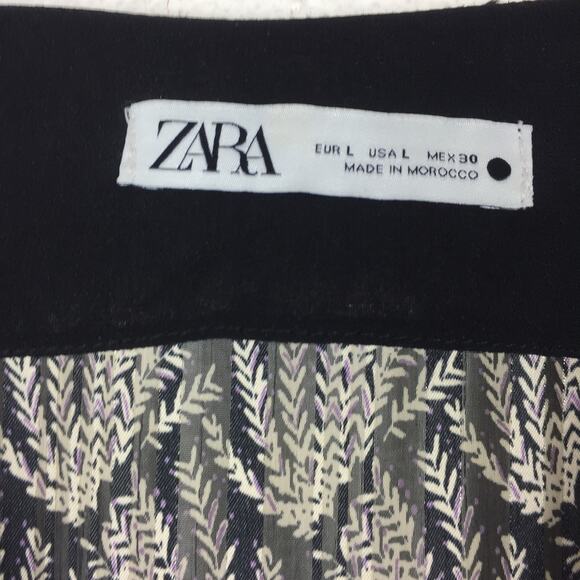 ZARA
EUR L USA L MEX 30
MADE IN MOROCCO